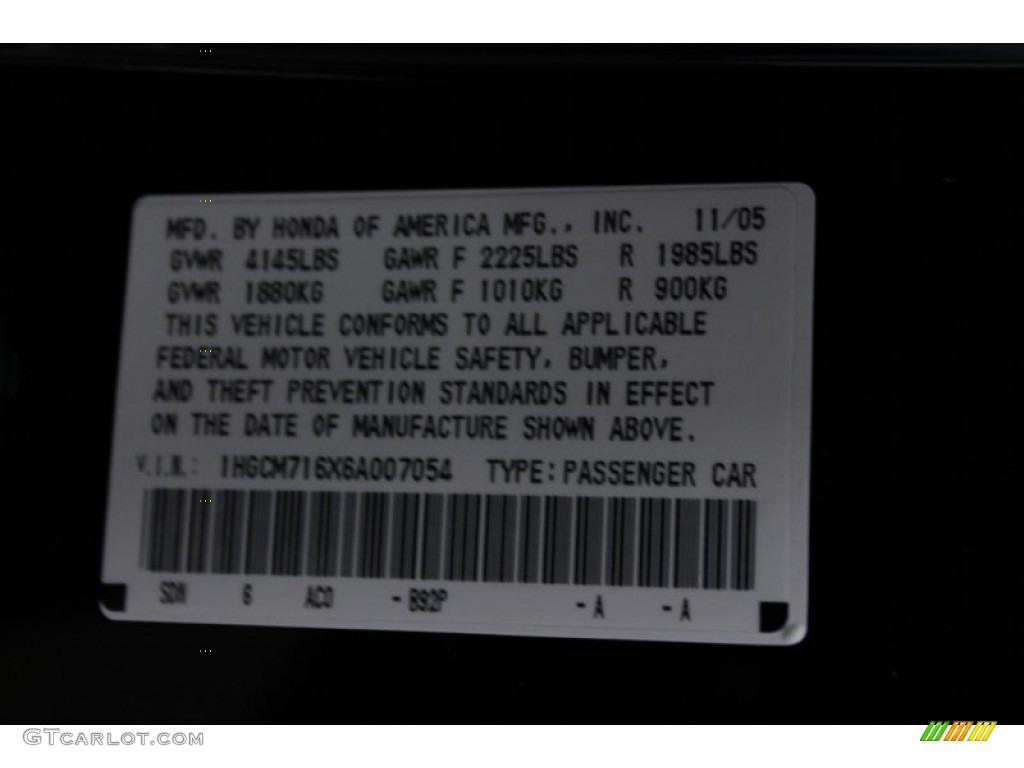 MFD. BY HONDA OF AMERICA MFG., INC. 11/05
GVWR 4145LBS GAWR F 2225LBS R 1985LBS
GVWR 1880KG GAWR F 1010KG R 900KG
THIS VEHICLE CONFORMS TO ALL APPLICABLE
FEDERAL MOTOR VEHICLE SAFETY, BUMPER,
AND THEFT PREVENTION STANDARDS IN EFFECT
ON THE DATE OF MANUFACTURE SHOWN ABOVE.
V.I.N.: 1HGCM716X6A007054 TYPE: PASSENGER CAR
SDN 6 ACO -B92P -A -A
GTCARLOT.COM